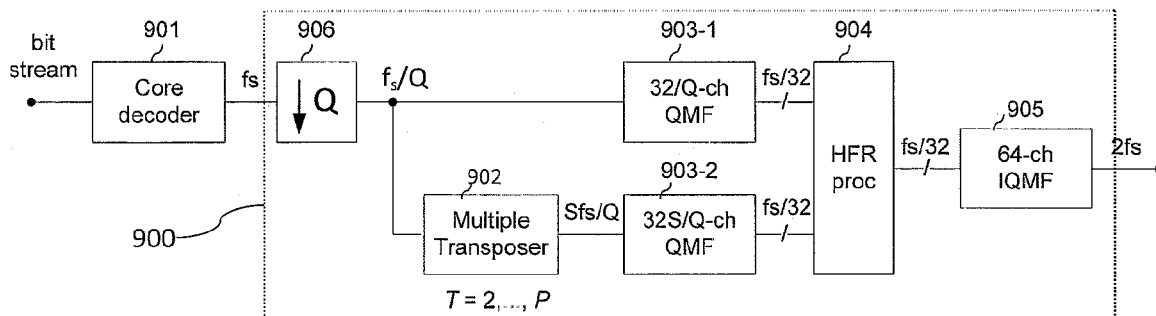 bit
stream
901
Core
decoder
fs
906
↓ Q
fs/Q
903-1
32/Q-ch
QMF
fs/32
904
HFR
proc
fs/32
905
64-ch
IQMF
2fs
902
Multiple
Transposer
Sfs/Q
903-2
32S/Q-ch
QMF
fs/32
900
T = 2,..., P